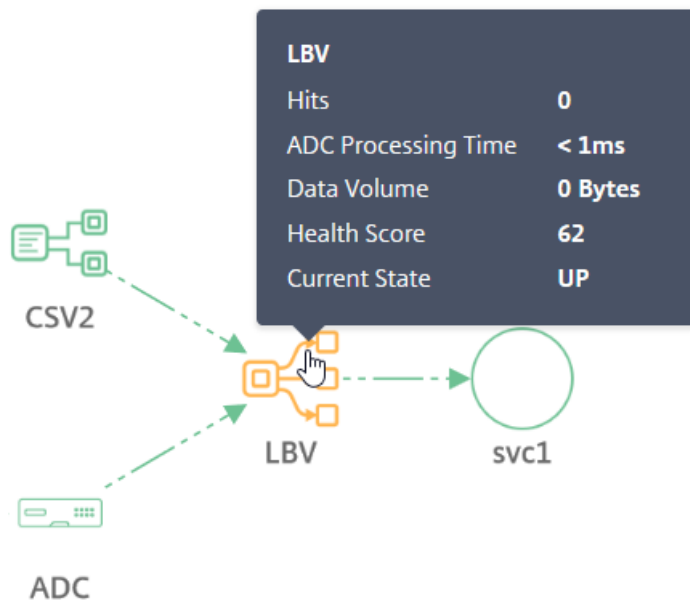 LBV
Hits 0
ADC Processing Time < 1ms
Data Volume 0 Bytes
Health Score 62
Current State UP
CSV2
LBV
svc1
ADC